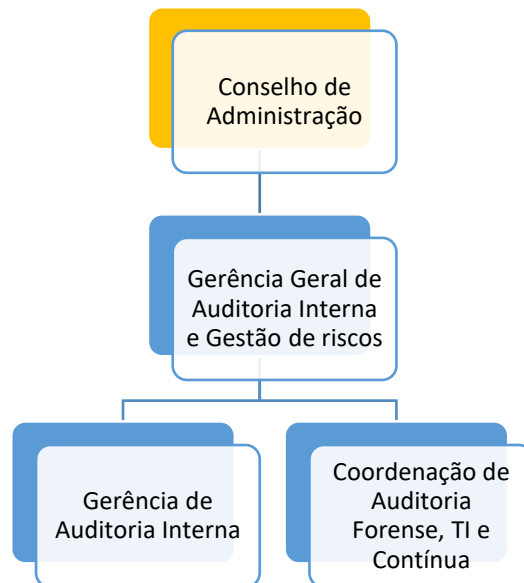 Conselho de
Administração
Gerência Geral de
Auditoria Interna
e Gestão de riscos
Gerência de
Auditoria Interna
Coordenação de
Auditoria
Forense, TI e
Contínua